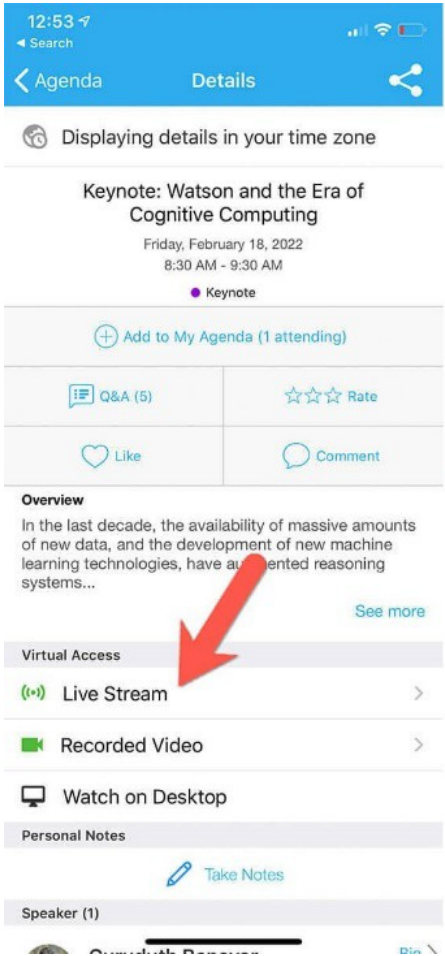 12:53
Search
Agenda
Details
Displaying details in your time zone
Keynote: Watson and the Era of
Cognitive Computing
Friday, February 18, 2022
8:30 AM - 9:30 AM
Keynote
Add to My Agenda (1 attending)
Q&A (5)
Rate
Like
Comment
Overview
In the last decade, the availability of massive amounts
of new data, and the development of new machine
learning technologies, have reasoning
systems...
See more
Virtual Access
Live Stream
Recorded Video
Watch on Desktop
Personal Notes
Take Notes
Speaker (1)
Bio